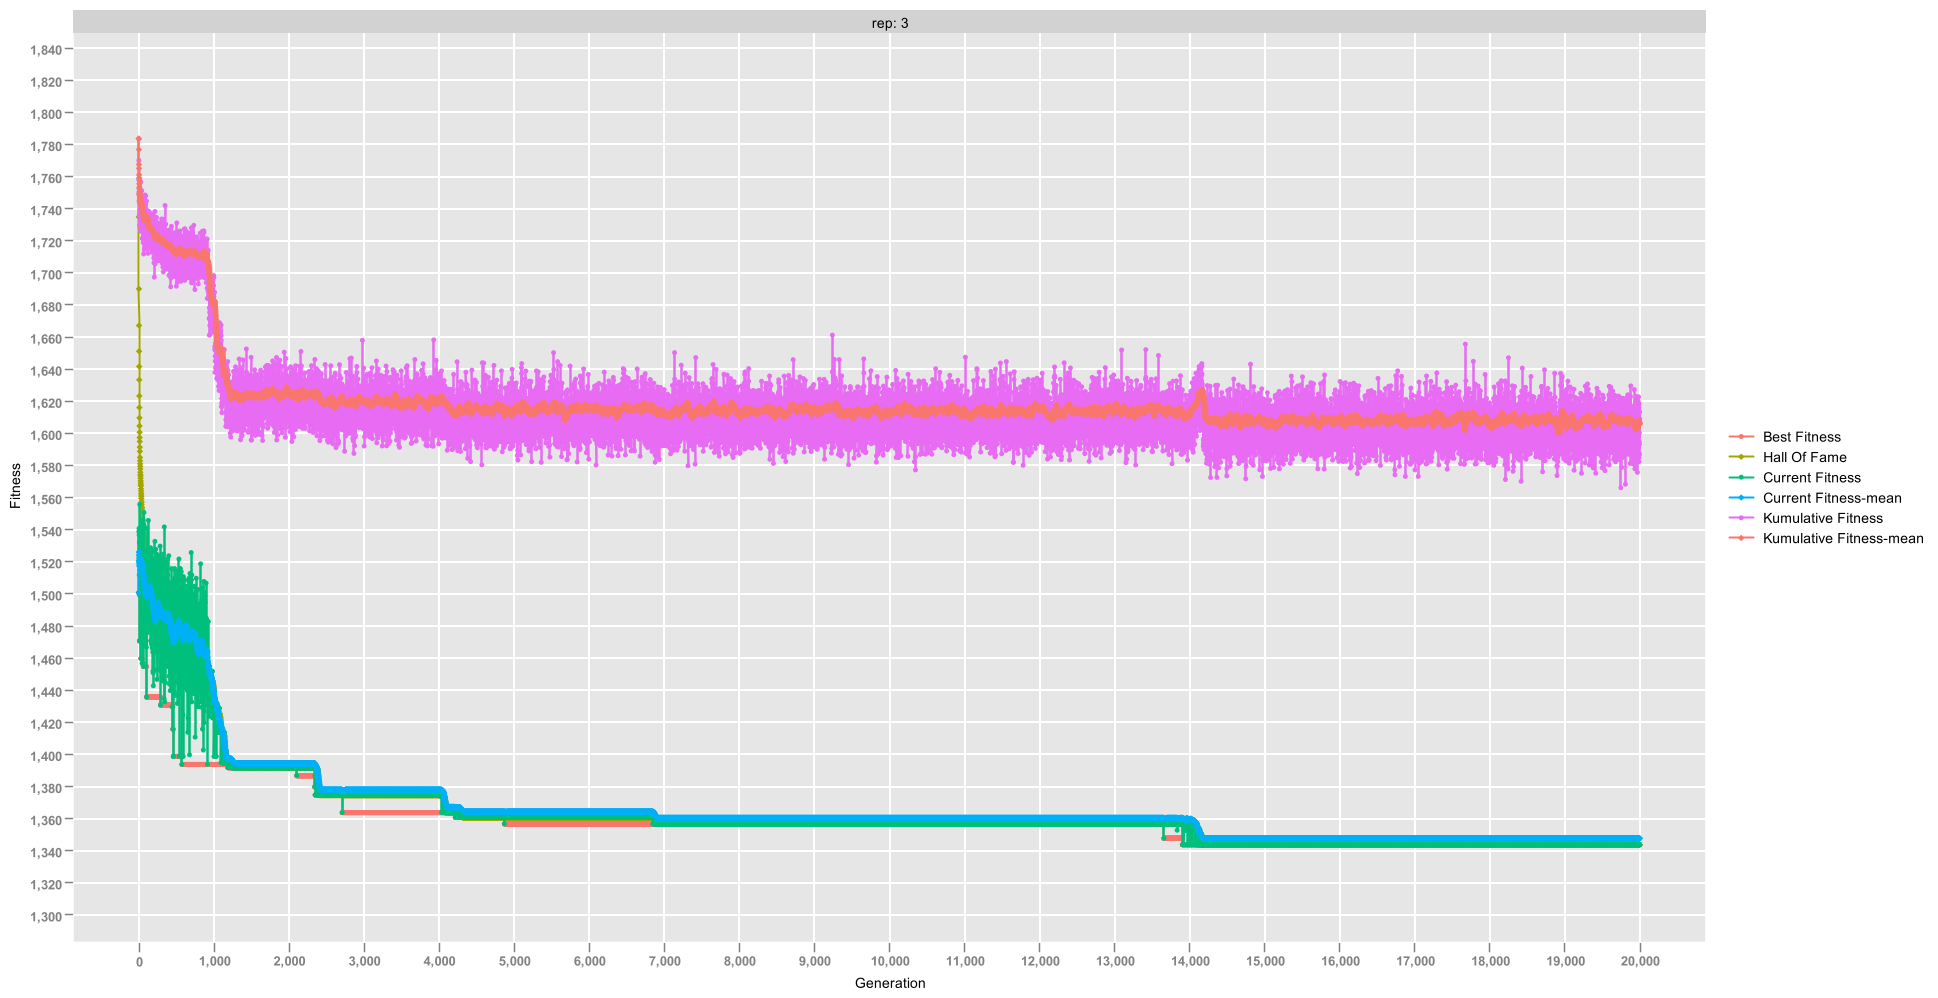 rep: 3
1,840
1,820
1,800
1,780
1,760
1,740
1,720
1,700
1,680
1,660
1,640
1,620
1,600
1,580
1,560
1,540
1,520
1,500
1,480
1,460
1,440
1,420
1,400
1,380
1,360
1,340
1,320
1,300
Fitness
0 1,000 2,000 3,000 4,000 5,000 6,000 7,000 8,000 9,000 10,000 11,000 12,000 13,000 14,000 15,000 16,000 17,000 18,000 19,000 20,000
Generation
Best Fitness
Hall Of Fame
Current Fitness
Current Fitness-mean
Kumulative Fitness
Kumulative Fitness-mean